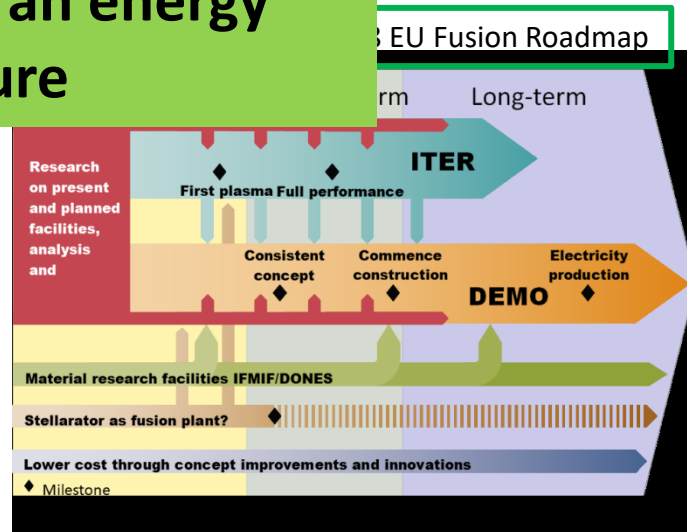 an energy
EU Fusion Roadmap
Long-term
Research
on present
and planned
facilities,
analysis
and
ITER
First plasma Full performance
Consistent
concept
Commence
construction
Electricity
production
DEMO
Material research facilities IFMIF/DONES
Stellarator as fusion plant?
Lower cost through concept improvements and innovations
Milestone